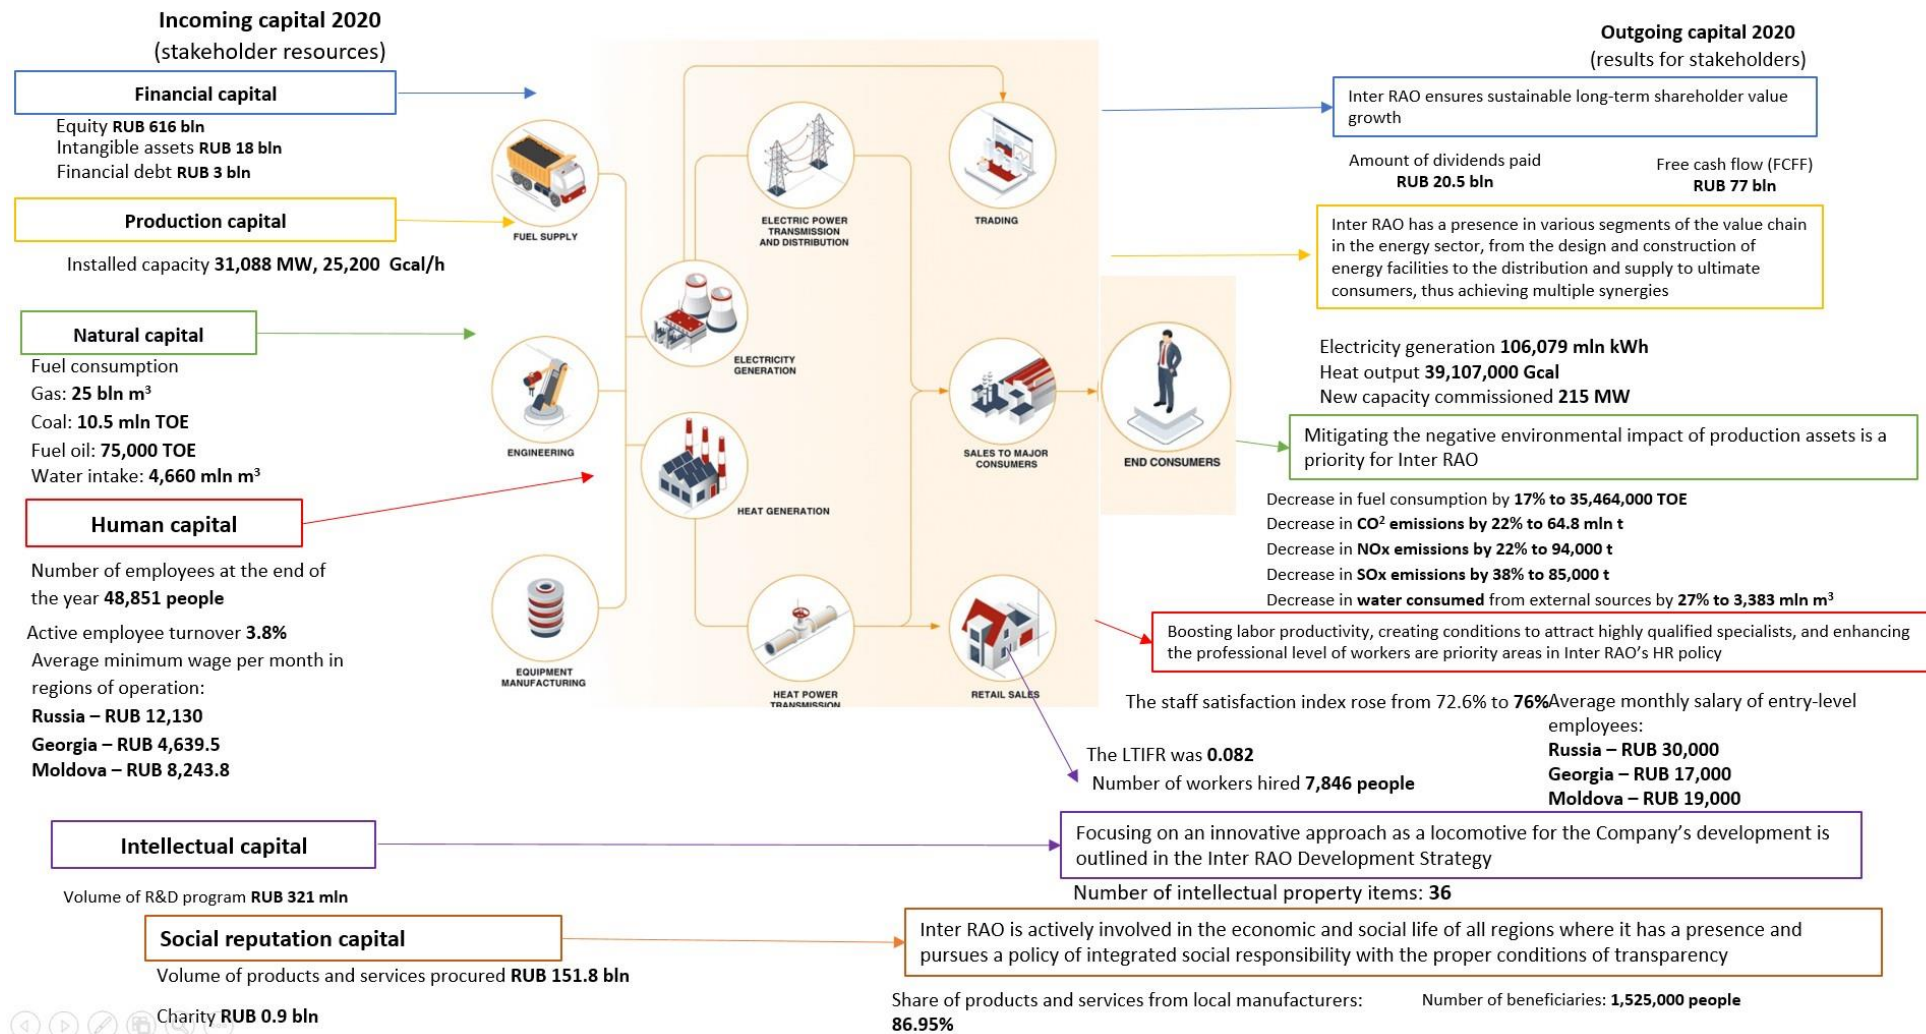 Incoming capital 2020
(stakeholder resources)
Financial capital
Equity RUB 616 bln
Intangible assets RUB 18 bln
Financial debt RUB 3 bln
Production capital
Installed capacity 31,088 MW, 25,200 Gcal/h
Natural capital
Fuel consumption
Gas: 25 bln m³
Coal: 10.5 mln TOE
Fuel oil: 75,000 TOE
Water intake: 4,660 mln m³
Human capital
Number of employees at the end of
the year 48,851 people
Active employee turnover 3.8%
Average minimum wage per month in
regions of operation:
Russia – RUB 12,130
Georgia – RUB 4,639.5
Moldova – RUB 8,243.8
Intellectual capital
Volume of R&D program RUB 321 mln
Social reputation capital
Volume of products and services procured RUB 151.8 bln
Charity RUB 0.9 bln
FUEL SUPPLY
ENGINEERING
EQUIPMENT
MANUFACTURING
ELECTRIC POWER
TRANSMISSION
AND DISTRIBUTION
ELECTRICITY
GENERATION
HEAT GENERATION
HEAT POWER
TRANSMISSION
TRADING
SALES TO MAJOR
CONSUMERS
RETAIL SALES
END CONSUMERS
Outgoing capital 2020
(results for stakeholders)
Inter RAO ensures sustainable long-term shareholder value
growth
Amount of dividends paid
RUB 20.5 bln
Free cash flow (FCFF)
RUB 77 bln
Inter RAO has a presence in various segments of the value chain
in the energy sector, from the design and construction of
energy facilities to the distribution and supply to ultimate
consumers, thus achieving multiple synergies
Electricity generation 106,079 mln kWh
Heat output 39,107,000 Gcal
New capacity commissioned 215 MW
Mitigating the negative environmental impact of production assets is a
priority for Inter RAO
Decrease in fuel consumption by 17% to 35,464,000 TOE
Decrease in CO² emissions by 22% to 64.8 mln t
Decrease in NOx emissions by 22% to 94,000 t
Decrease in SOx emissions by 38% to 85,000 t
Decrease in water consumed from external sources by 27% to 3,383 mln m³
Boosting labor productivity, creating conditions to attract highly qualified specialists, and enhancing
the professional level of workers are priority areas in Inter RAO's HR policy
The staff satisfaction index rose from 72.6% to 76%
The LTIFR was 0.082
Number of workers hired 7,846 people
Average monthly salary of entry-level
employees:
Russia – RUB 30,000
Georgia – RUB 17,000
Moldova – RUB 19,000
Focusing on an innovative approach as a locomotive for the Company's development is
outlined in the Inter RAO Development Strategy
Number of intellectual property items: 36
Inter RAO is actively involved in the economic and social life of all regions where it has a presence and
pursues a policy of integrated social responsibility with the proper conditions of transparency
Share of products and services from local manufacturers:
86.95%
Number of beneficiaries: 1,525,000 people